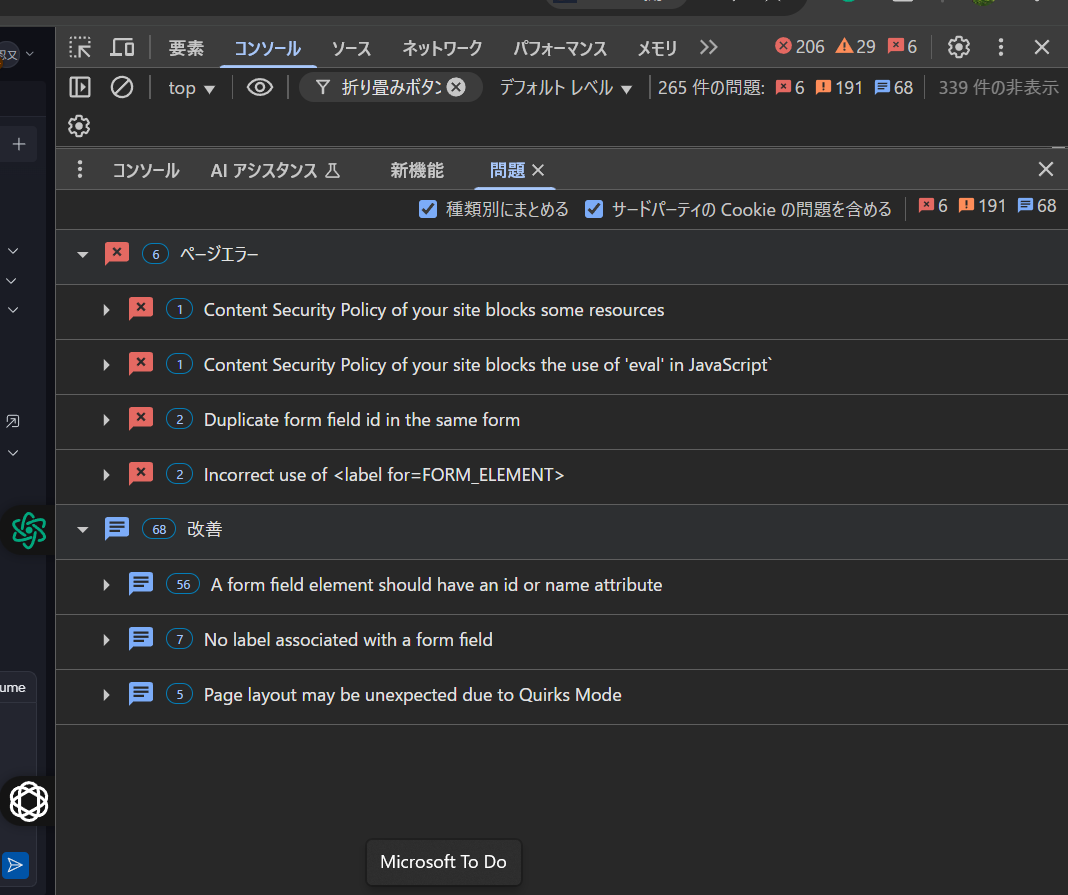 要素 コンソール ソース ネットワーク パフォーマンス メモリ 206 29 6
top ▼ 折り畳みボタン デフォルト レベル ▼ 265 件の問題: 6 191 68 339 件の非表示
コンソール AI アシスタンス 新機能 問題
種類別にまとめる サードパーティの Cookie の問題を含める 6 191 68
6 ページエラー
1 Content Security Policy of your site blocks some resources
1 Content Security Policy of your site blocks the use of 'eval' in JavaScript`
2 Duplicate form field id in the same form
2 Incorrect use of <label for=FORM_ELEMENT>
68 改善
56 A form field element should have an id or name attribute
7 No label associated with a form field
5 Page layout may be unexpected due to Quirks Mode
ume
Microsoft To Do